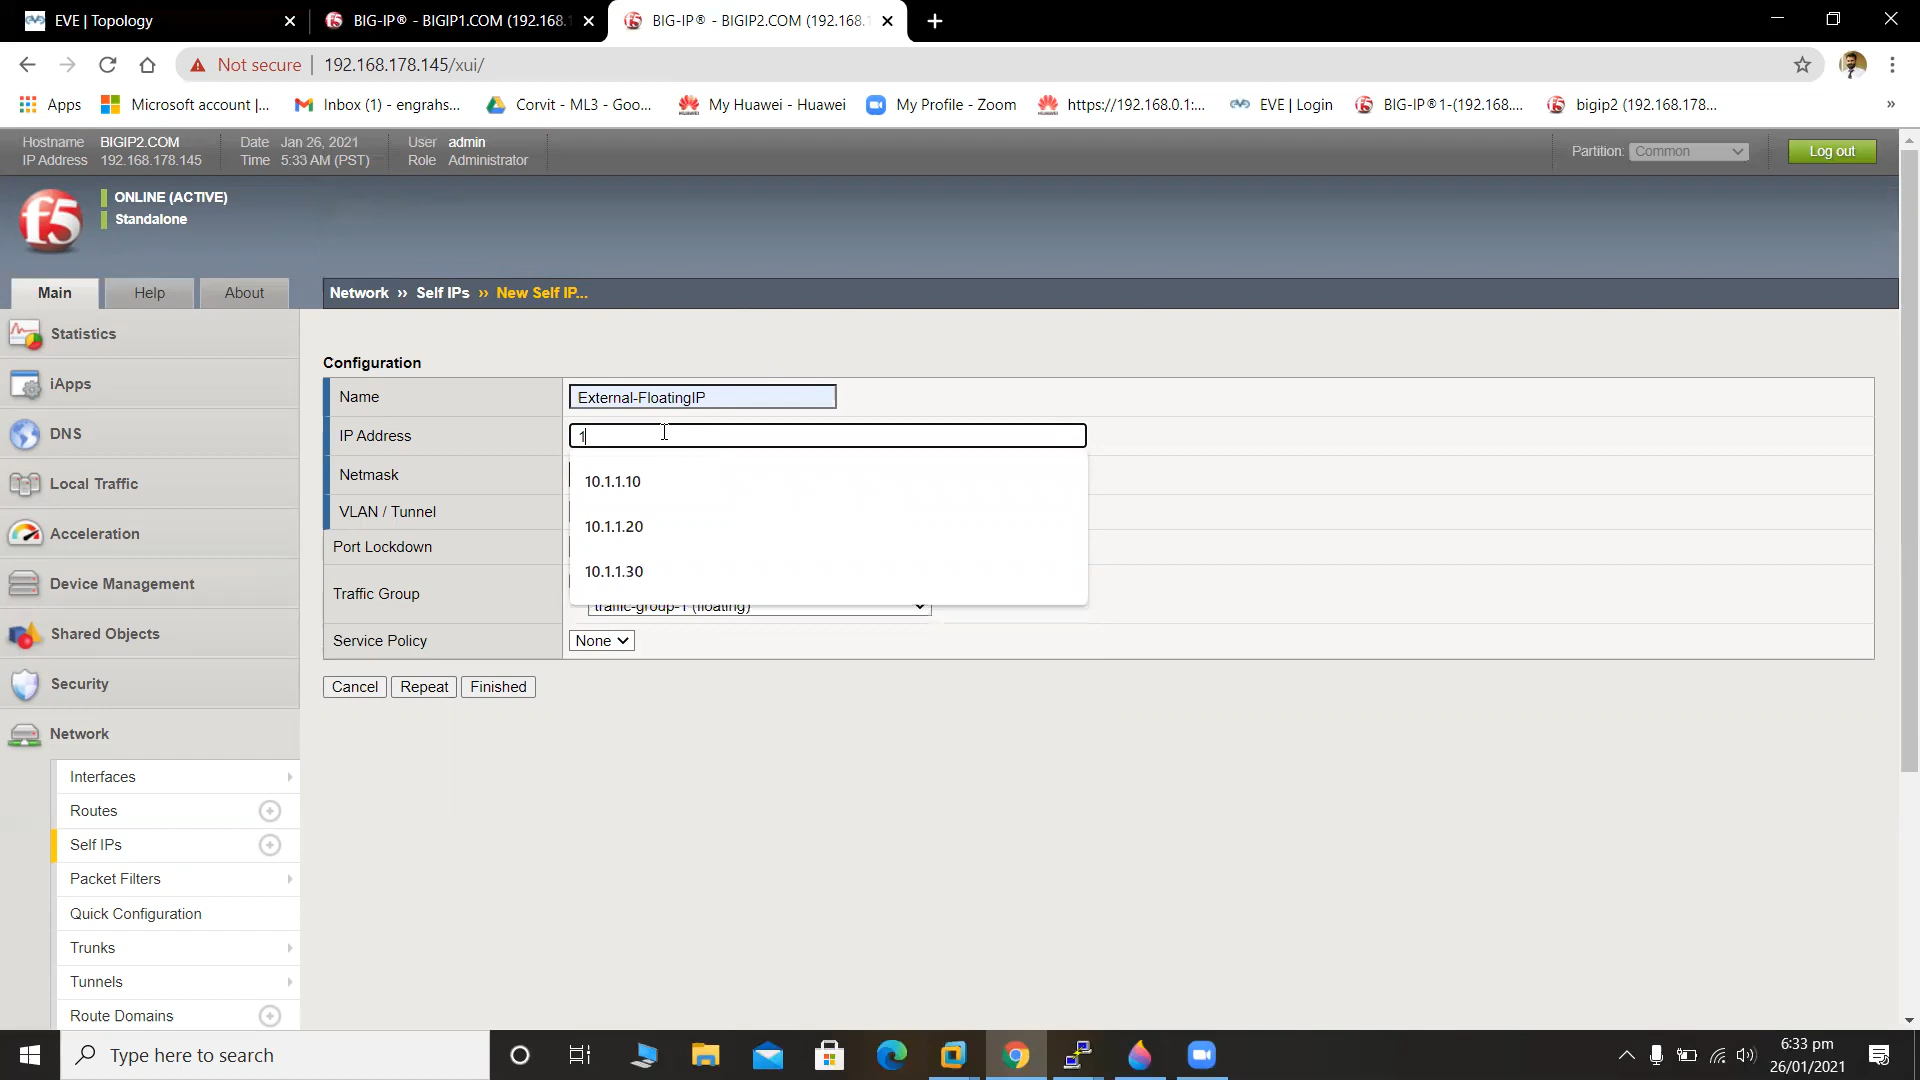 EVE | Topology
BIG-IP® - BIGIP1.COM (192.168.
BIG-IP® - BIGIP2.COM (192.168.1
Not secure
192.168.178.145/xui/
Apps
Microsoft account |...
Inbox (1) - engrahs...
Corvit - ML3 - Goo...
My Huawei - Huawei
My Profile - Zoom
https://192.168.0.1:...
EVE | Login
BIG-IP®1-(192.168....
bigip2 (192.168.178...
»
Hostname BIGIP2.COM
IP Address 192.168.178.145
Date Jan 26, 2021
Time 5:33 AM (PST)
User admin
Role Administrator
Partition: Common
Log out
f5
ONLINE (ACTIVE)
Standalone
Main
Help
About
Network ›› Self IPs ›› New Self IP...
Statistics
iApps
DNS
Local Traffic
Acceleration
Device Management
Shared Objects
Security
Network
Interfaces
Routes
Self IPs
Packet Filters
Quick Configuration
Trunks
Tunnels
Route Domains
Configuration
Name External-FloatingIP
IP Address 1
10.1.1.10
10.1.1.20
10.1.1.30
Netmask
VLAN / Tunnel
Port Lockdown
Traffic Group
traffic-group-1 (floating)
Service Policy None
Cancel Repeat Finished
Type here to search
6:33 pm
26/01/2021